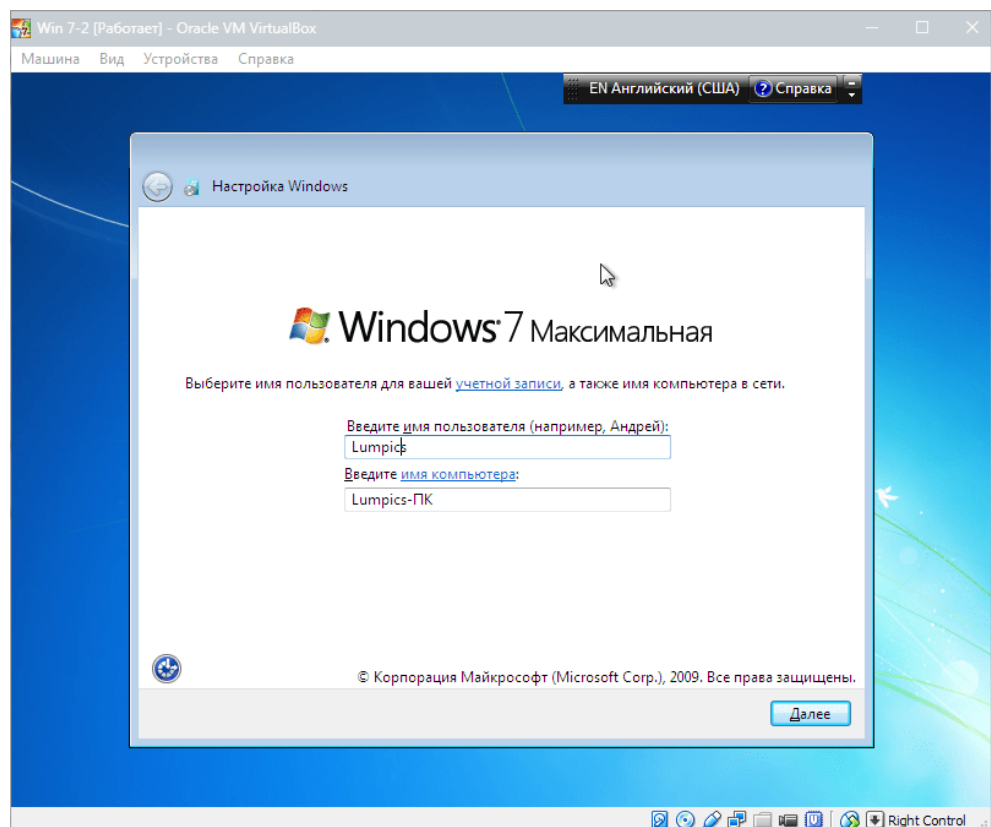 Win 7-2 [Работает] - Oracle VM VirtualBox
Машина Вид Устройства Справка
EN Английский (США) ? Справка
Настройка Windows
Windows 7 Максимальная
Выберите имя пользователя для вашей учетной записи, а также имя компьютера в сети.
Введите имя пользователя (например, Андрей):
Lumpics
Введите имя компьютера:
Lumpics-ПК
© Корпорация Майкрософт (Microsoft Corp.), 2009. Все права защищены.
Далее
Right Control